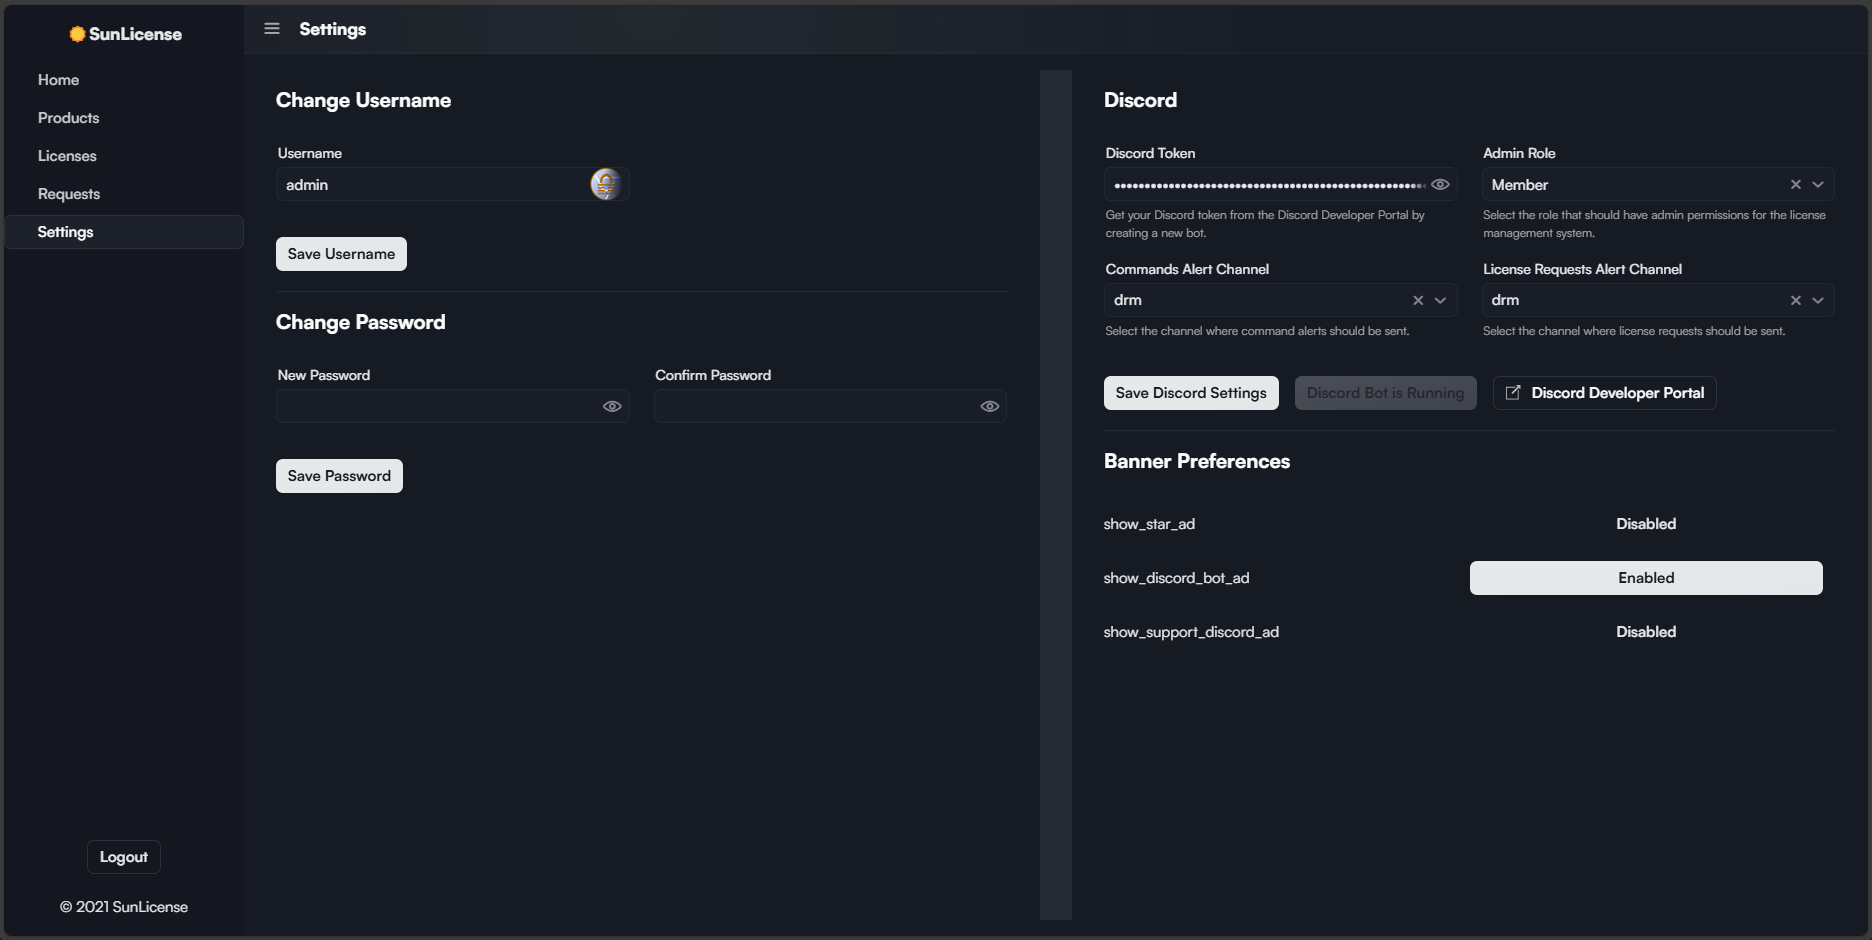 SunLicense
Home
Products
Licenses
Requests
Settings
Logout
© 2021 SunLicense
Settings
Change Username
Username
admin
Save Username
Change Password
New Password
Confirm Password
Save Password
Discord
Discord Token
Admin Role
Member
Get your Discord token from the Discord Developer Portal by
creating a new bot.
Select the role that should have admin permissions for the license
management system.
Commands Alert Channel
License Requests Alert Channel
drm
drm
Select the channel where command alerts should be sent.
Select the channel where license requests should be sent.
Save Discord Settings
Discord Bot is Running
Discord Developer Portal
Banner Preferences
show_star_ad
Disabled
show_discord_bot_ad
Enabled
show_support_discord_ad
Disabled